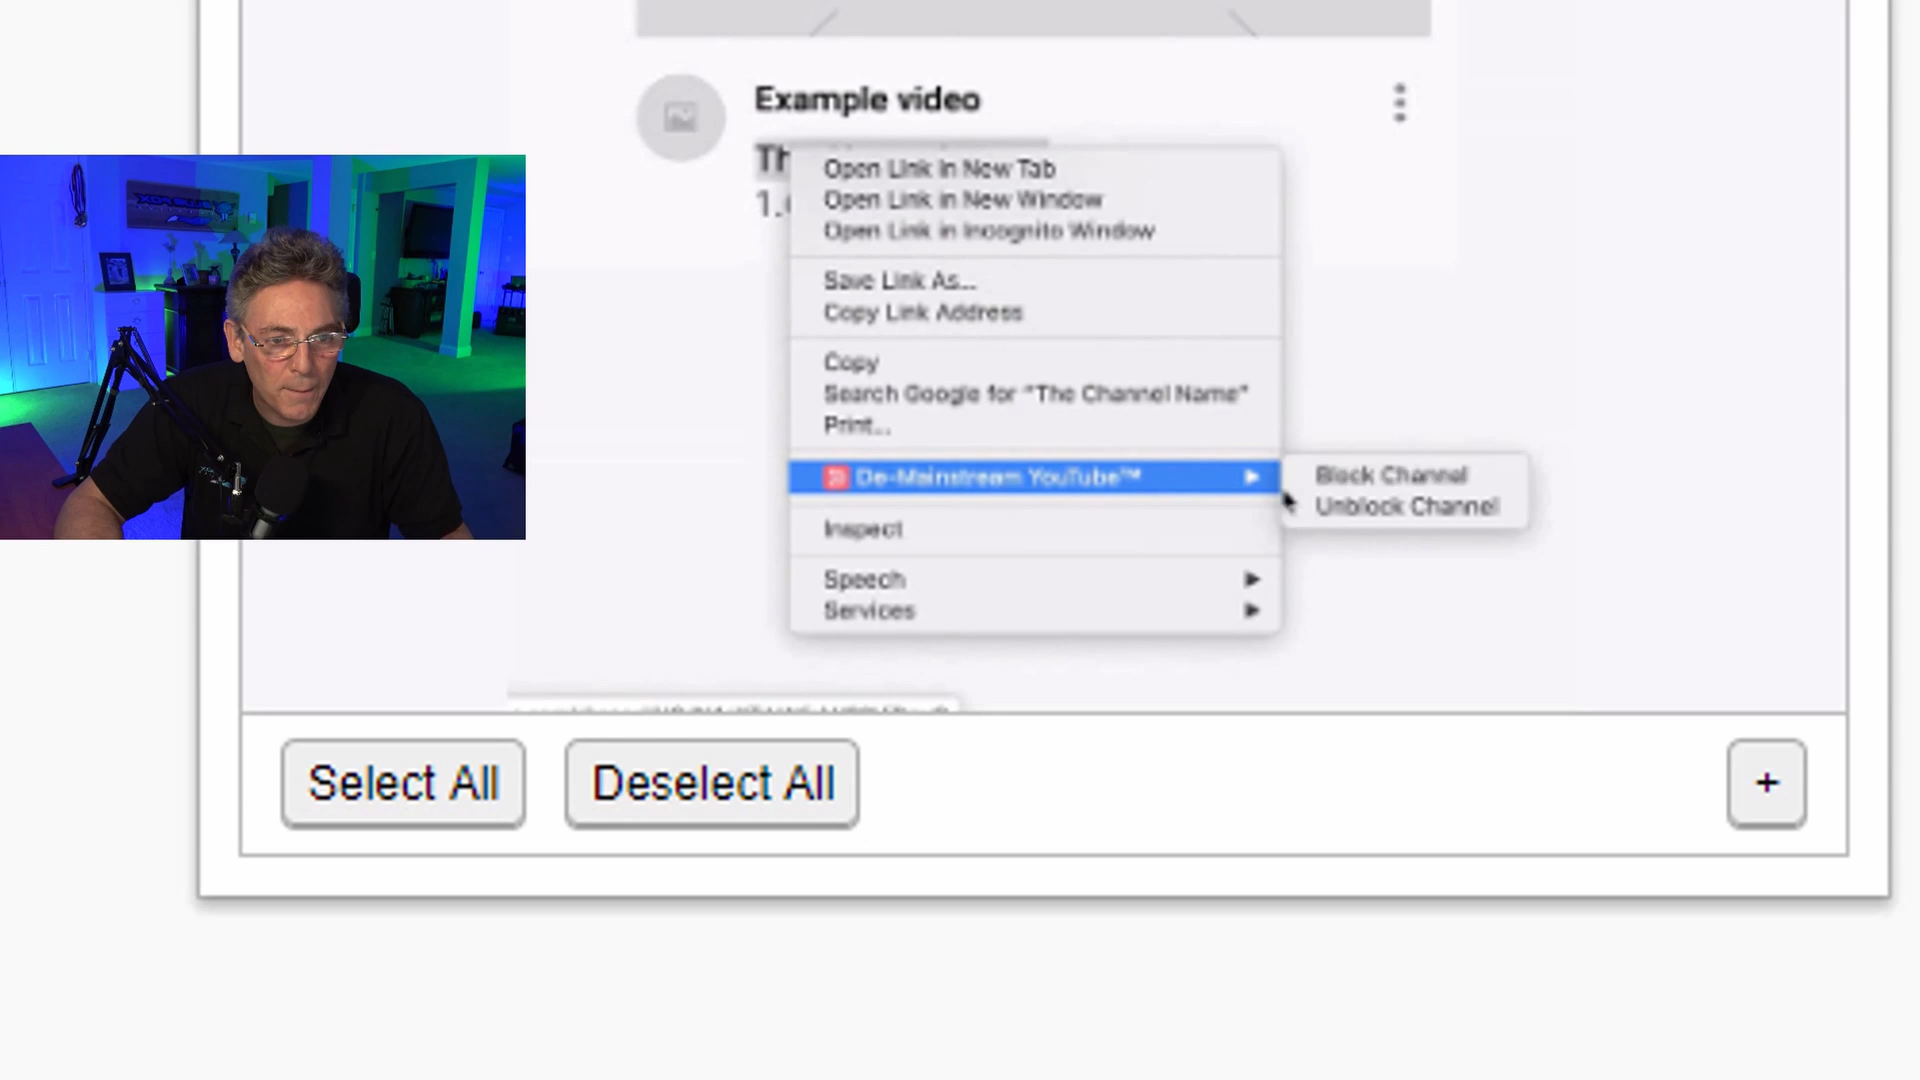 Example video
Th
1.
Open Link in New Tab
Open Link in New Window
Open Link in Incognito Window
Save Link As...
Copy Link Address
Copy
Search Google for "The Channel Name"
Print...
De-Mainstream YouTube™
Block Channel
Unblock Channel
Inspect
Speech
Services
Select All
Deselect All
+